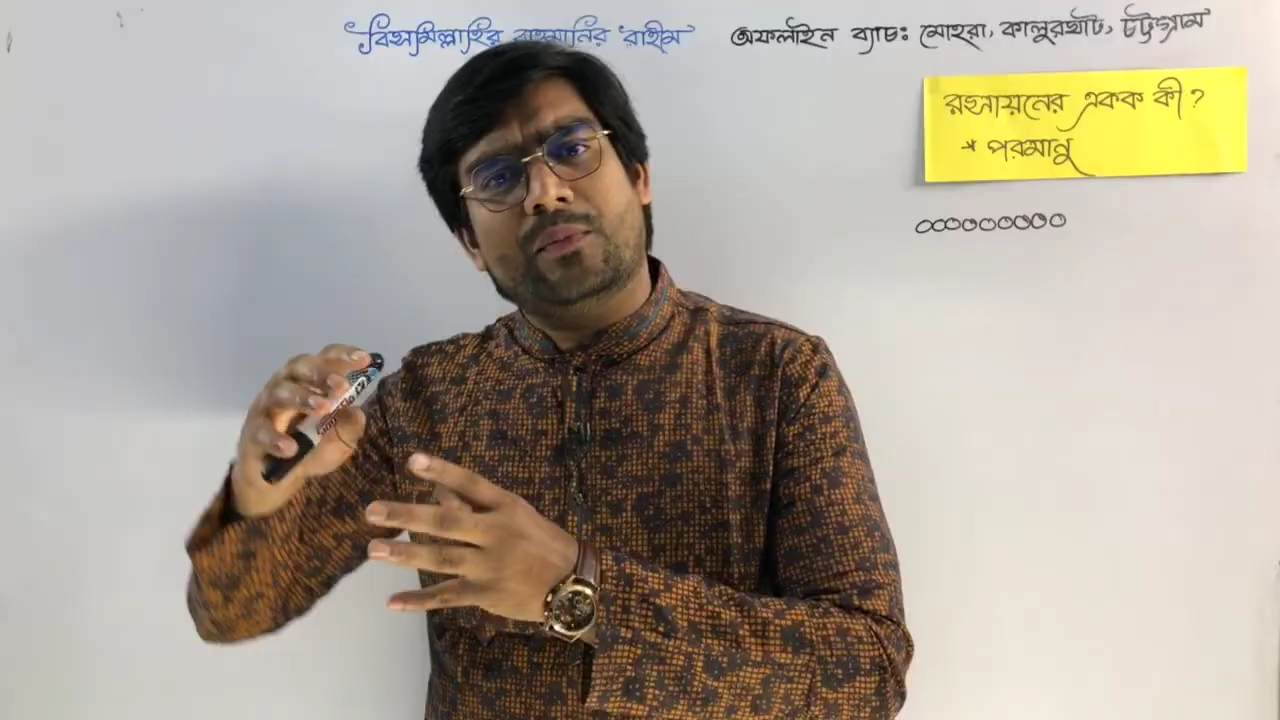 বিসমিল্লাহির রহমানির রাহীম
অফলাইন ব্যাচ: মোহরা, কালুরঘাট, চট্টগ্রাম
রসায়নের একক কী?
* পরমানু